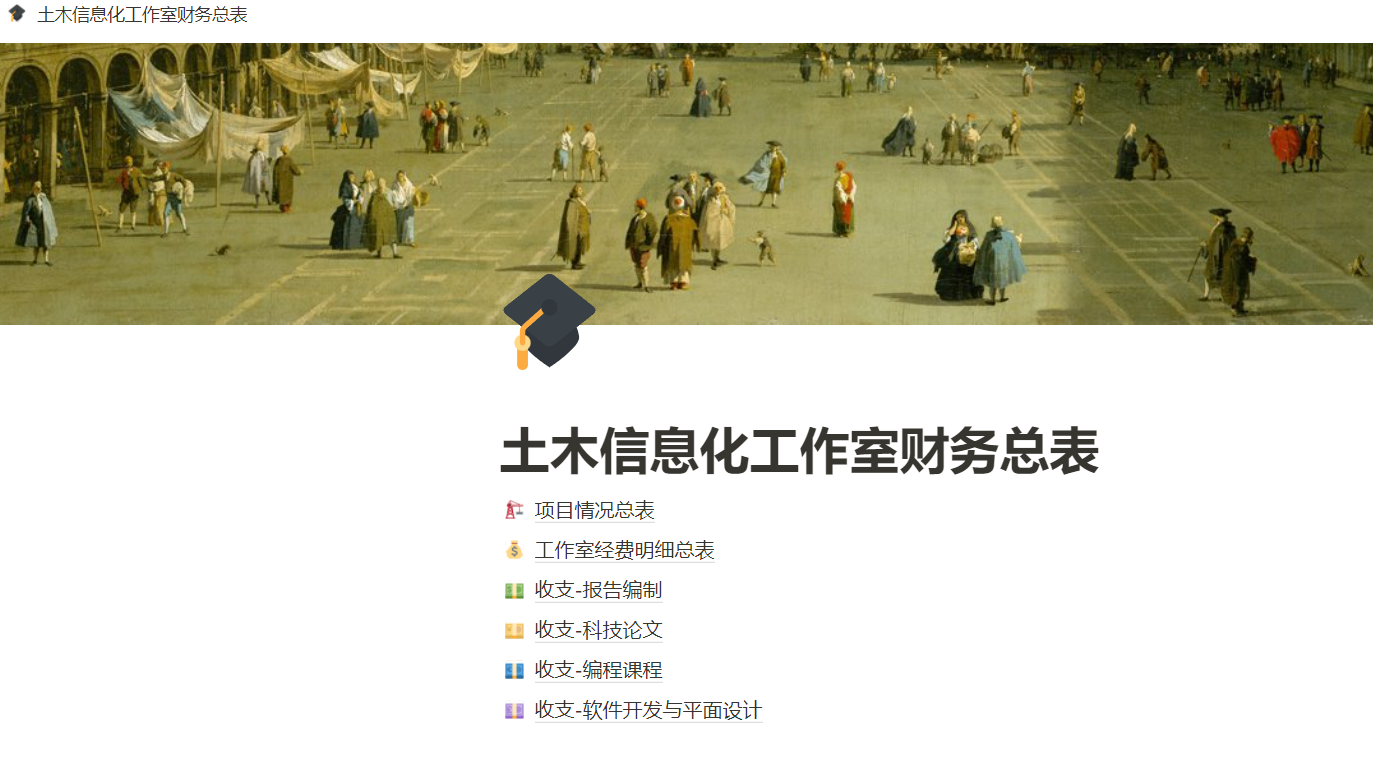 土木信息化工作室财务总表
土木信息化工作室财务总表
项目情况总表
工作室经费明细总表
收支-报告编制
收支-科技论文
收支-编程课程
收支-软件开发与平面设计